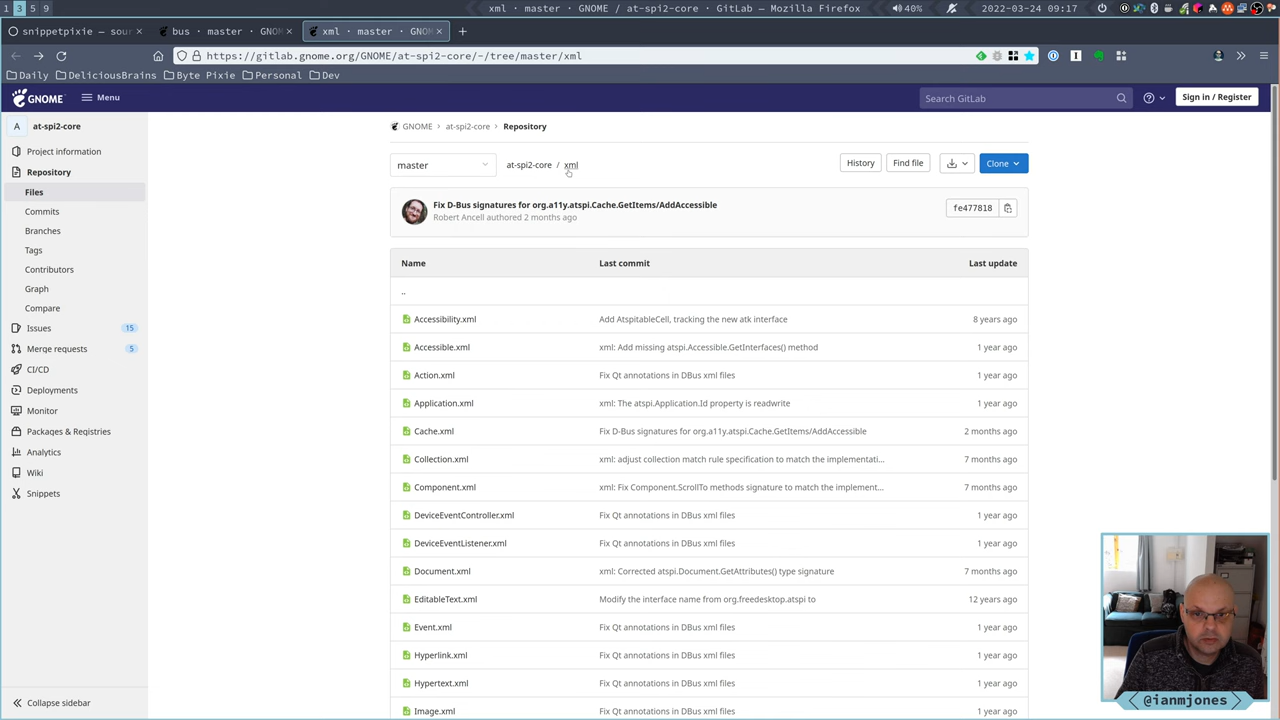 1 3 5 9
xml · master · GNOME / at-spi2-core · GitLab — Mozilla Firefox
40%
2022-03-24 09:17
snippetpixie — sour
bus · master · GNOM
xml · master · GNOM
https://gitlab.gnome.org/GNOME/at-spi2-core/-/tree/master/xml
Daily DeliciousBrains Byte Pixie Personal Dev
GNOME Menu Search GitLab Sign in / Register
A at-spi2-core
Project information
Repository
Files
Commits
Branches
Tags
Contributors
Graph
Compare
Issues 15
Merge requests 5
CI/CD
Deployments
Monitor
Packages & Registries
Analytics
Wiki
Snippets
Collapse sidebar
GNOME at-spi2-core Repository
master at-spi2-core / xml History Find file Clone
Fix D-Bus signatures for org.a11y.atspi.Cache.GetItems/AddAccessible
Robert Ancell authored 2 months ago
fe477818
Name Last commit Last update
..
Accessibility.xml Add AtspitableCell, tracking the new atk interface 8 years ago
Accessible.xml xml: Add missing atspi.Accessible.GetInterfaces() method 1 year ago
Action.xml Fix Qt annotations in DBus xml files 1 year ago
Application.xml xml: The atspi.Application.Id property is readwrite 1 year ago
Cache.xml Fix D-Bus signatures for org.a11y.atspi.Cache.GetItems/AddAccessible 2 months ago
Collection.xml xml: adjust collection match rule specification to match the implementati... 7 months ago
Component.xml xml: Fix Component.ScrollTo methods signature to match the implement... 7 months ago
DeviceEventController.xml Fix Qt annotations in DBus xml files 1 year ago
DeviceEventListener.xml Fix Qt annotations in DBus xml files 1 year ago
Document.xml xml: Corrected atspi.Document.GetAttributes() type signature 7 months ago
EditableText.xml Modify the interface name from org.freedesktop.atspi to 12 years ago
Event.xml Fix Qt annotations in DBus xml files 1 year ago
Hyperlink.xml Fix Qt annotations in DBus xml files 1 year ago
Hypertext.xml Fix Qt annotations in DBus xml files 1 year ago
Image.xml Fix Qt annotations in DBus xml files 1 year ago
@ianmjones